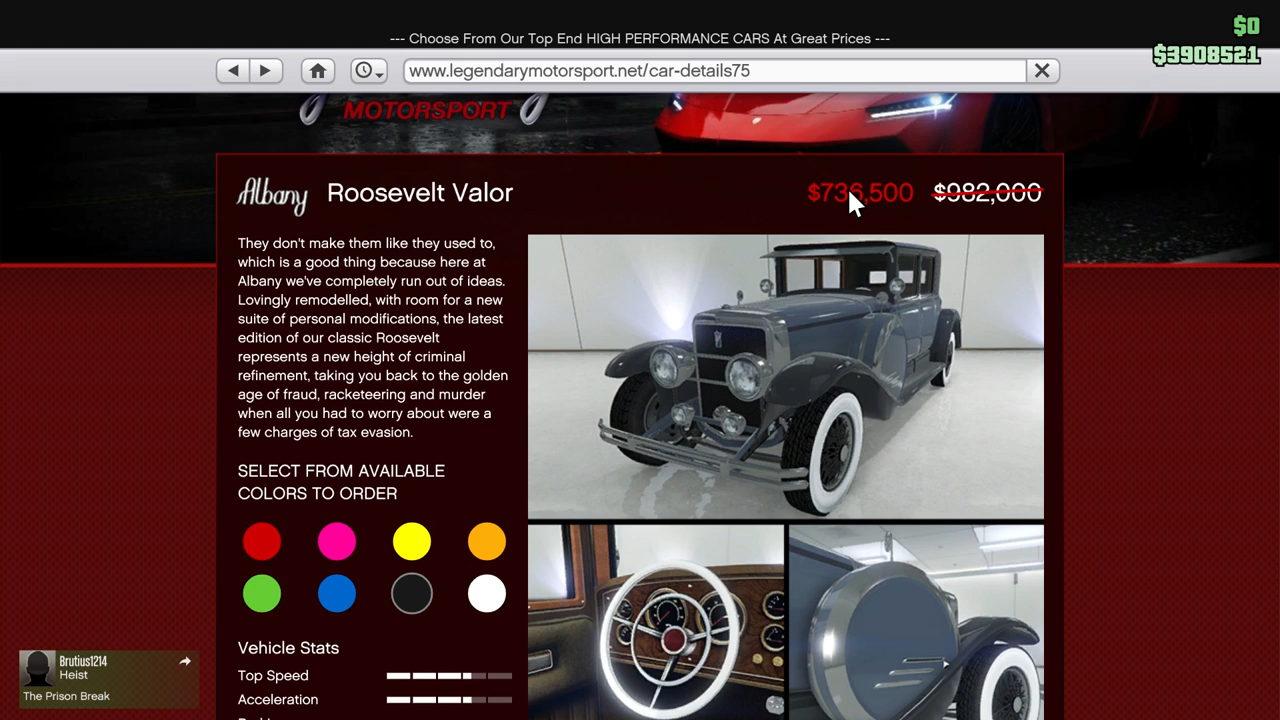 $0
--- Choose From Our Top End HIGH PERFORMANCE CARS At Great Prices ---
$3908521
www.legendarymotorsport.net/car-details75
MOTORSPORT
Albany
Roosevelt Valor
$736,500
$982,000
They don't make them like they used to,
which is a good thing because here at
Albany we've completely run out of ideas.
Lovingly remodelled, with room for a new
suite of personal modifications, the latest
edition of our classic Roosevelt
represents a new height of criminal
refinement, taking you back to the golden
age of fraud, racketeering and murder
when all you had to worry about were a
few charges of tax evasion.
SELECT FROM AVAILABLE
COLORS TO ORDER
Vehicle Stats
Top Speed
Acceleration
Brutius1214
Heist
The Prison Break